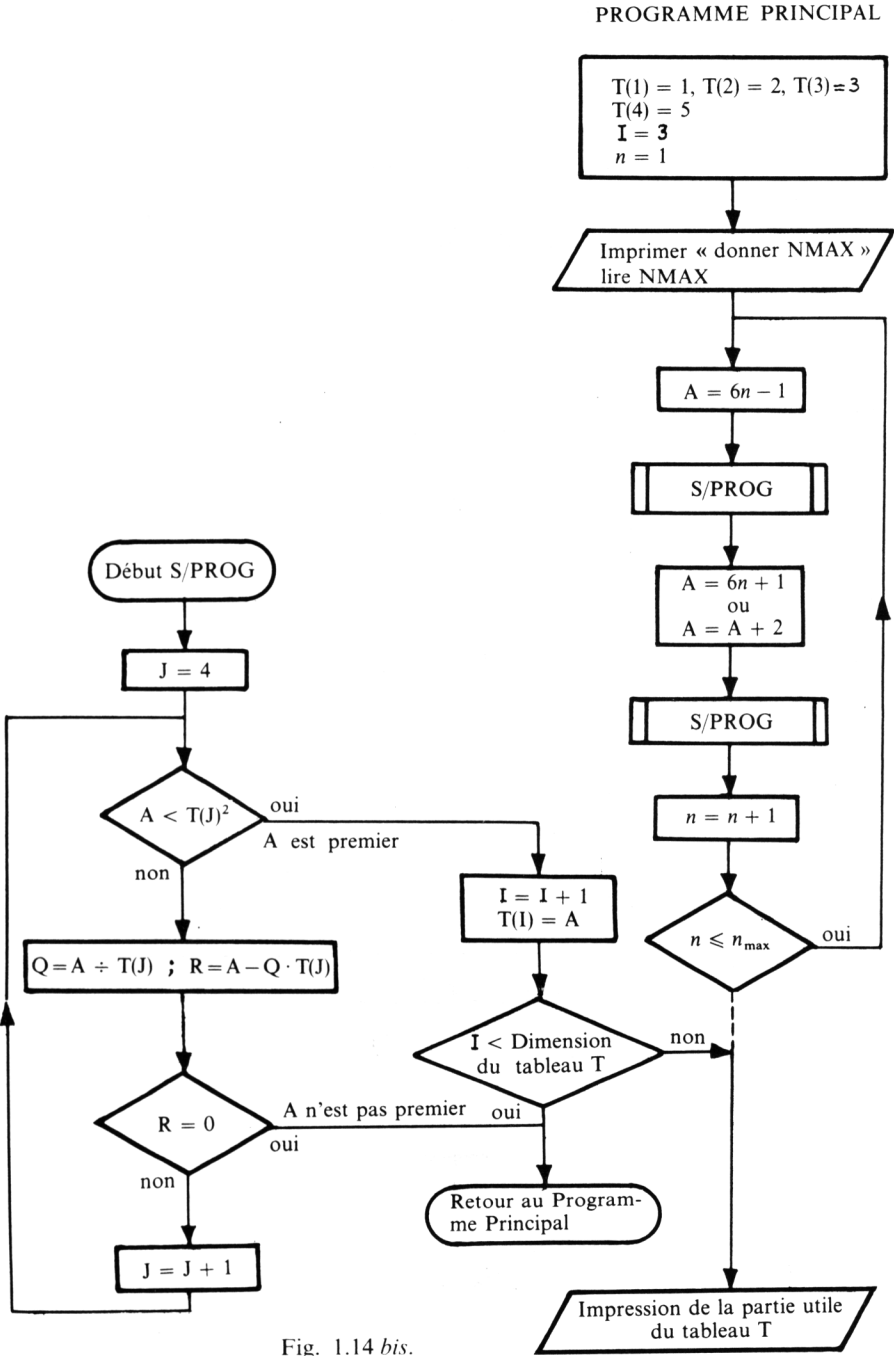 PROGRAMME PRINCIPAL
T(1) = 1, T(2) = 2, T(3)=3
T(4) = 5
I = 3
n = 1
Imprimer « donner NMAX »
lire NMAX
A = 6n − 1
S/PROG
A = 6n + 1
ou
A = A + 2
S/PROG
n = n + 1
n ⩽ nmax
oui
Début S/PROG
J = 4
A < T(J)²
oui
A est premier
non
Q=A ÷ T(J) ; R=A−Q·T(J)
R = 0
A n'est pas premier
oui
non
J = J + 1
I = I + 1
T(I) = A
I < Dimension
du tableau T
non
oui
Retour au Program-
me Principal
Impression de la partie utile
du tableau T
Fig. 1.14 bis.